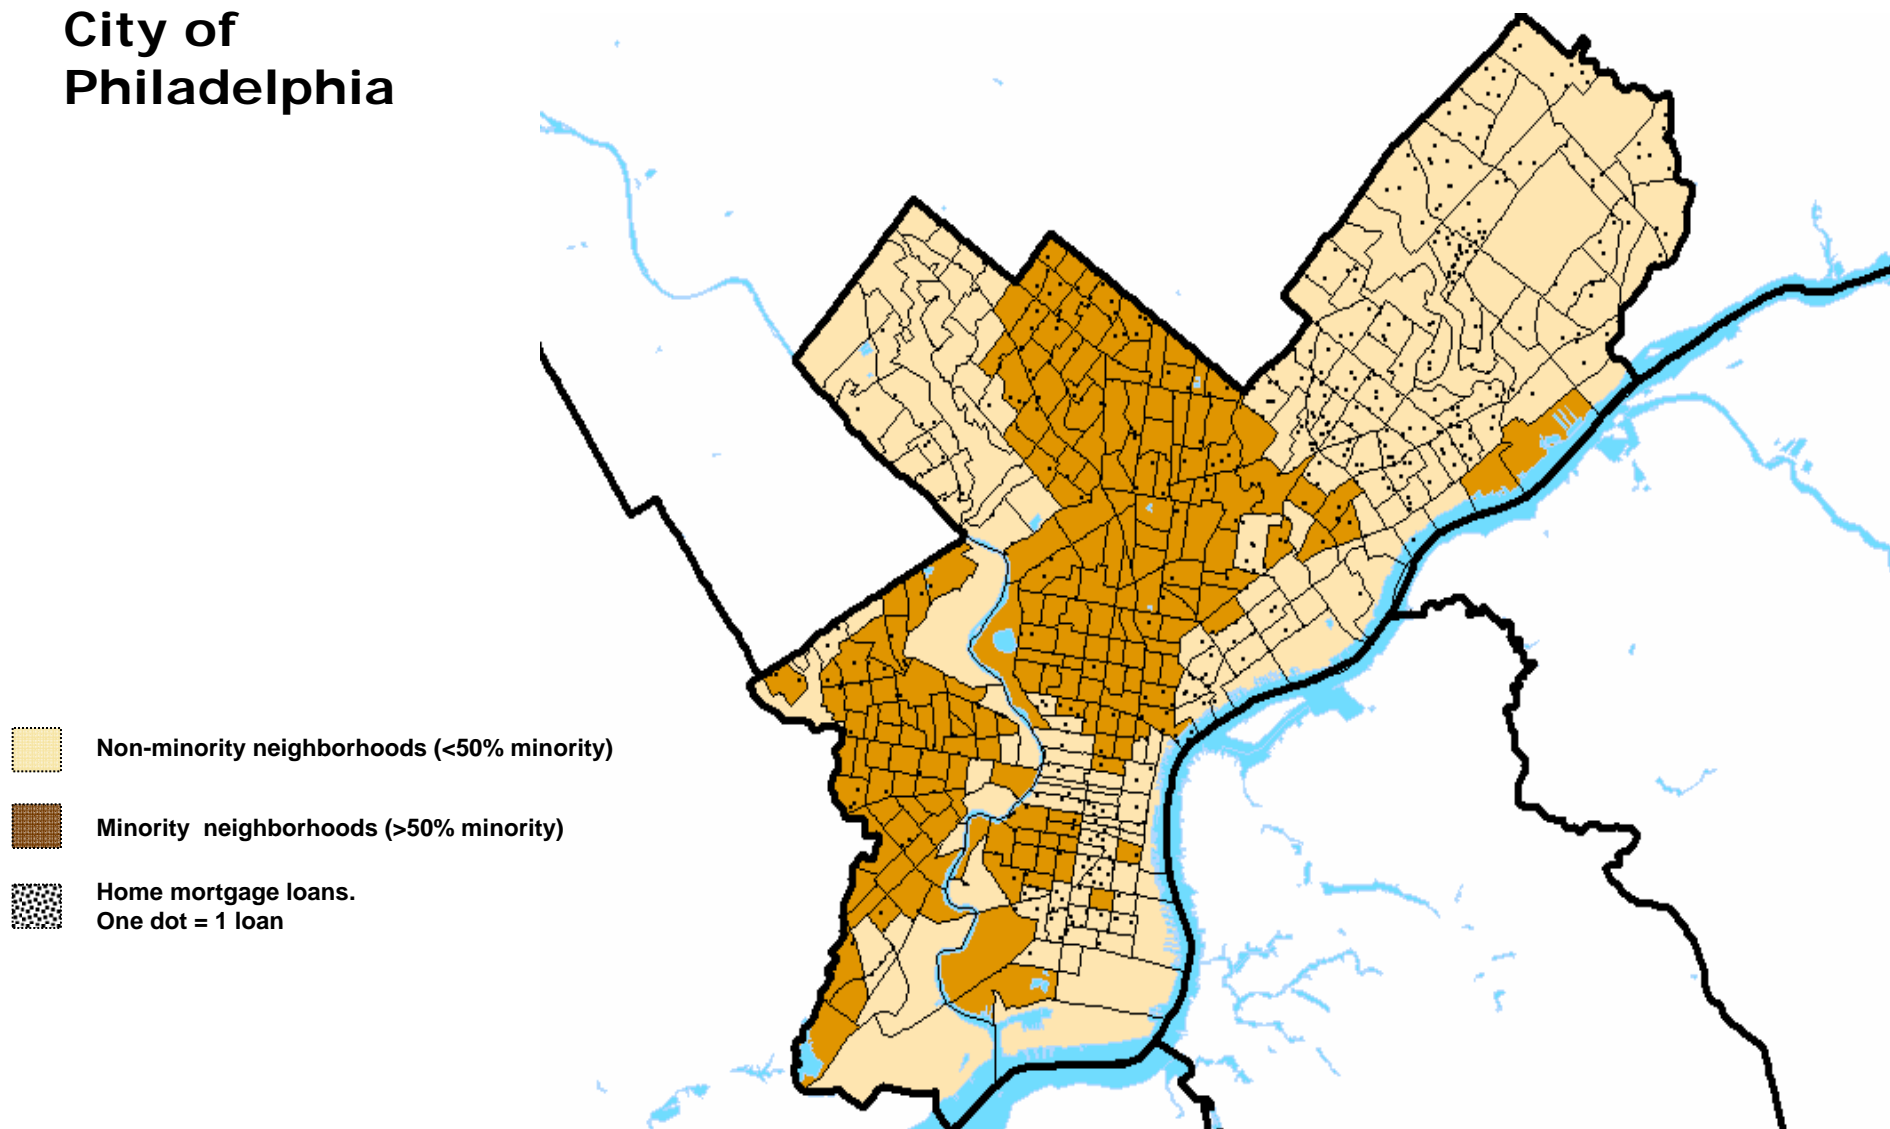 City of
Philadelphia
Non-minority neighborhoods (<50% minority)
Minority neighborhoods (>50% minority)
Home mortgage loans.
One dot = 1 loan